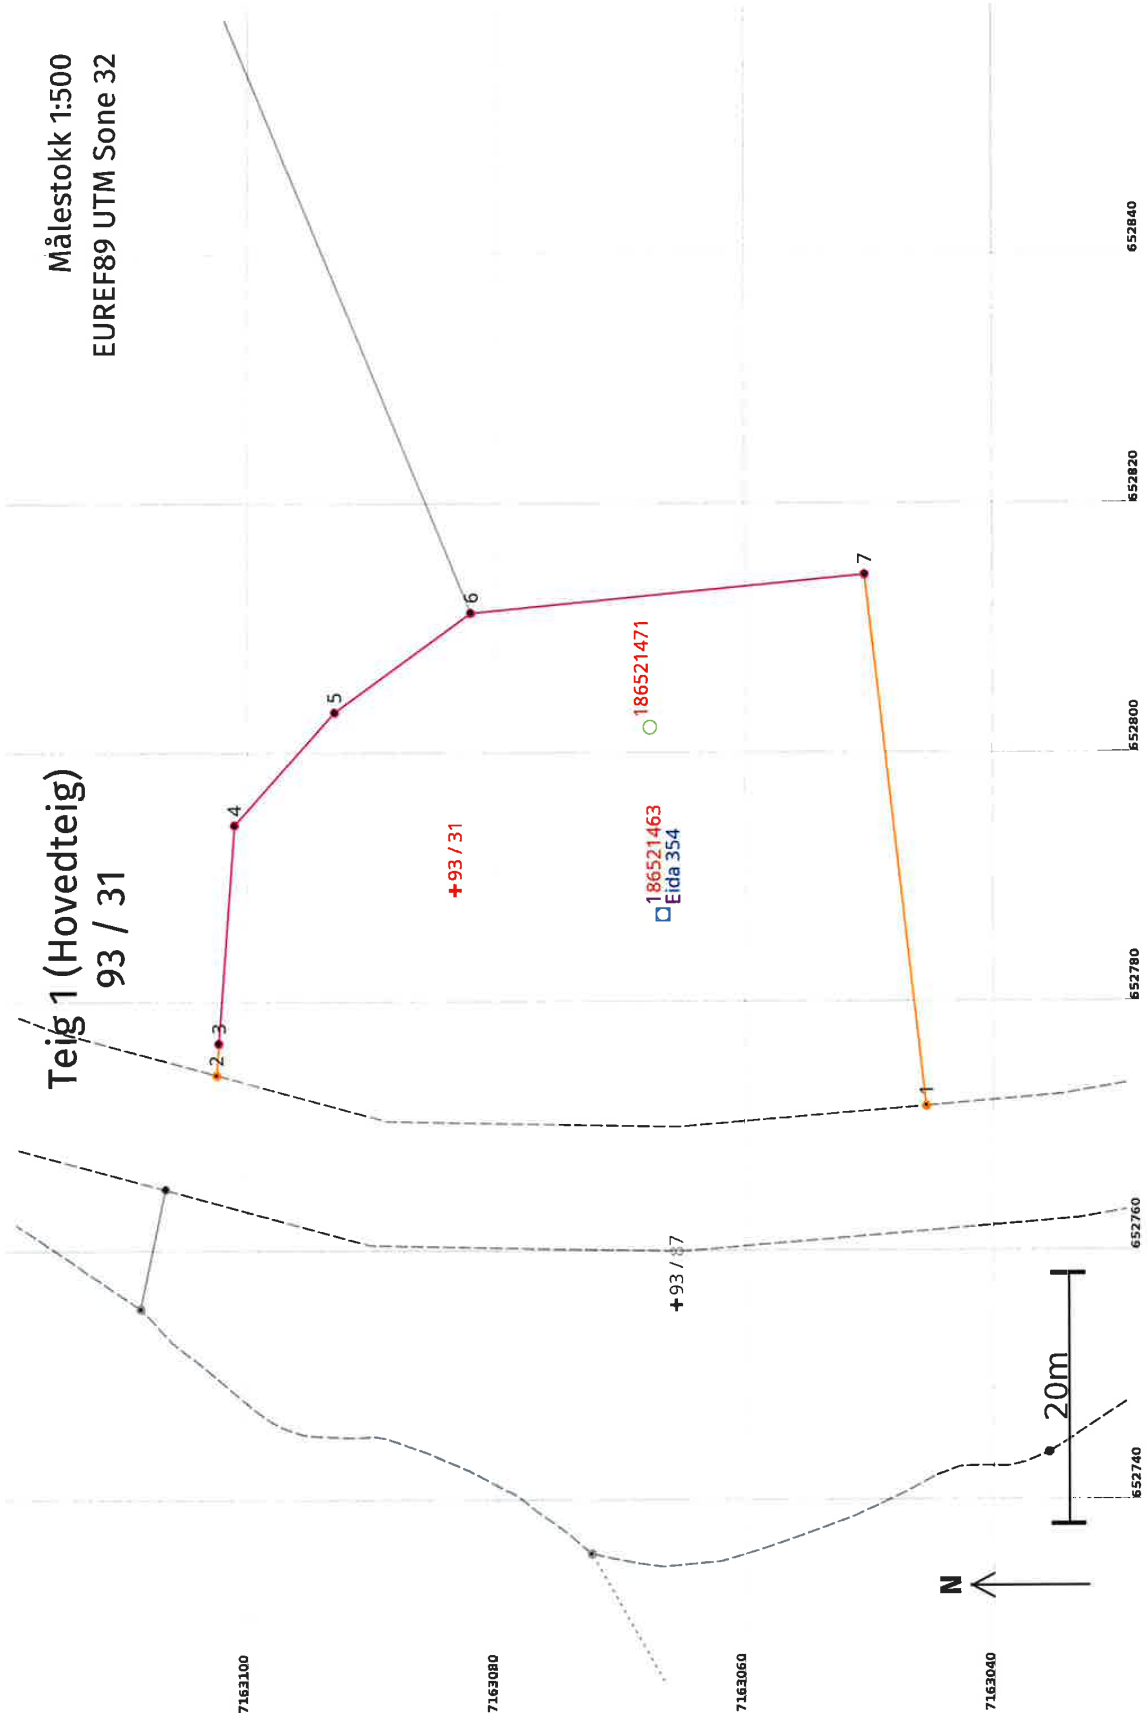 Målestokk 1:500
EUREF89 UTM Sone 32
Teig 1 (Hovedteig)
93 / 31
2
3
4
5
6
7
1
+93 / 31
186521471
186521463
Eida 354
+93 / 87
20m
N
7163100
7163080
7163060
7163040
652740
652760
652780
652800
652820
652840